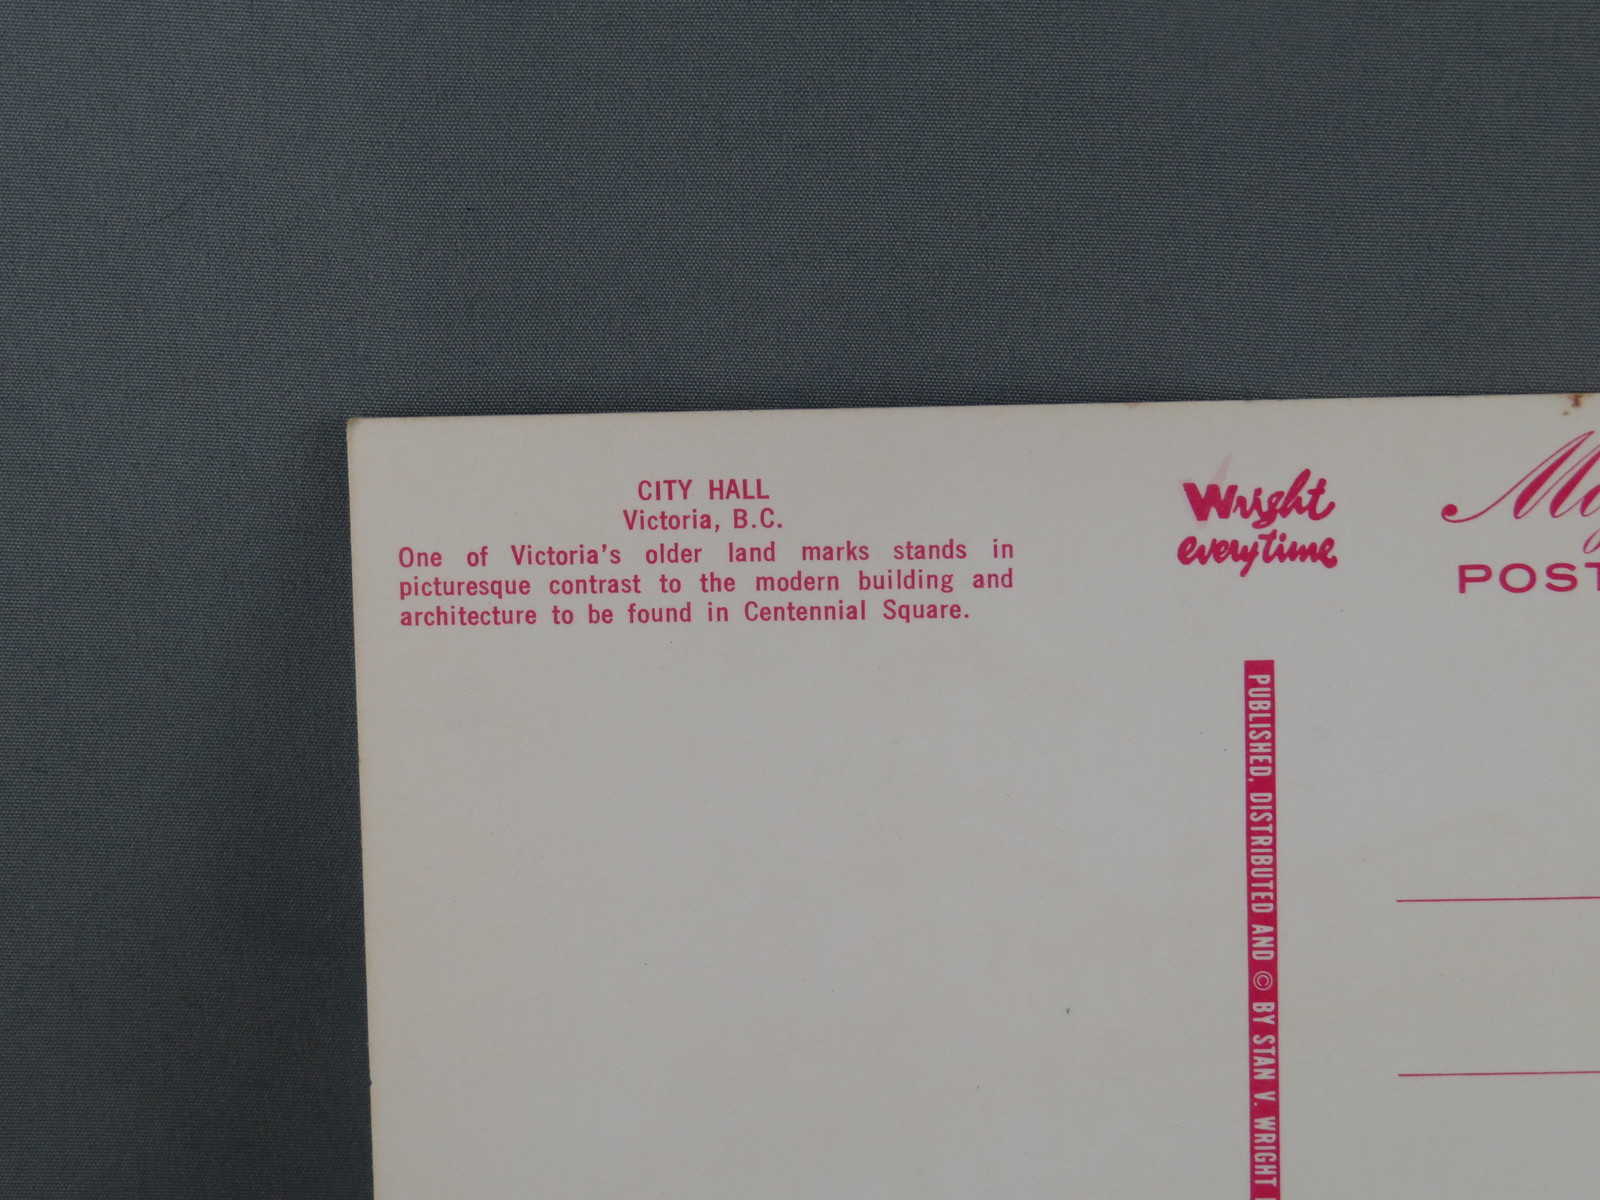 CITY HALL
Victoria, B.C.
One of Victoria's older land marks stands in
picturesque contrast to the modern building and
architecture to be found in Centennial Square.
Wright
everytime
POST
PUBLISHED, DISTRIBUTED AND © BY STAN V. WRIGHT